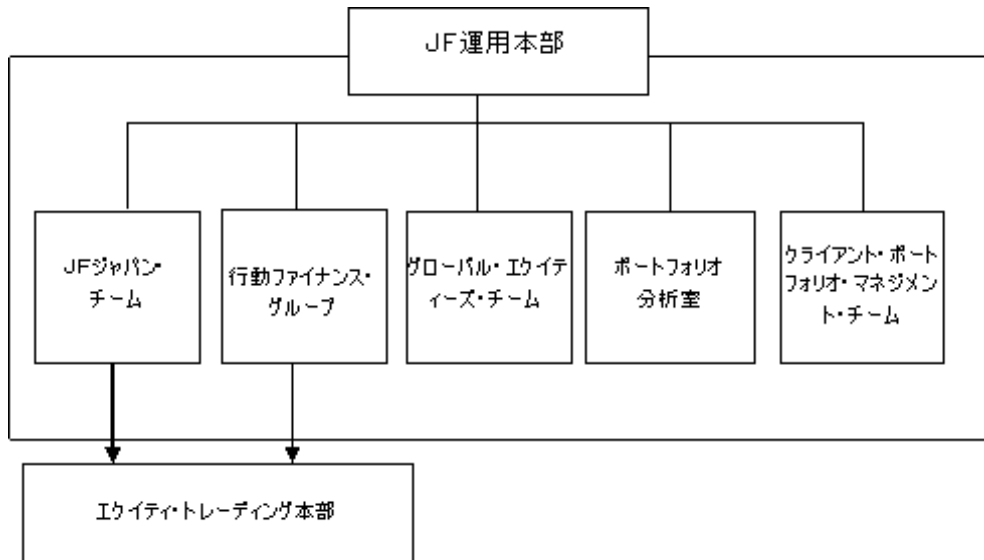 JF運用本部
JFジャパン・
チーム
行動ファイナンス・
グループ
グローバル・エクイテ
ィーズ・チーム
ポートフォリオ
分析室
クライアント・ポート
フォリオ・マネジメン
ト・チーム
エクイティ・トレーディング本部